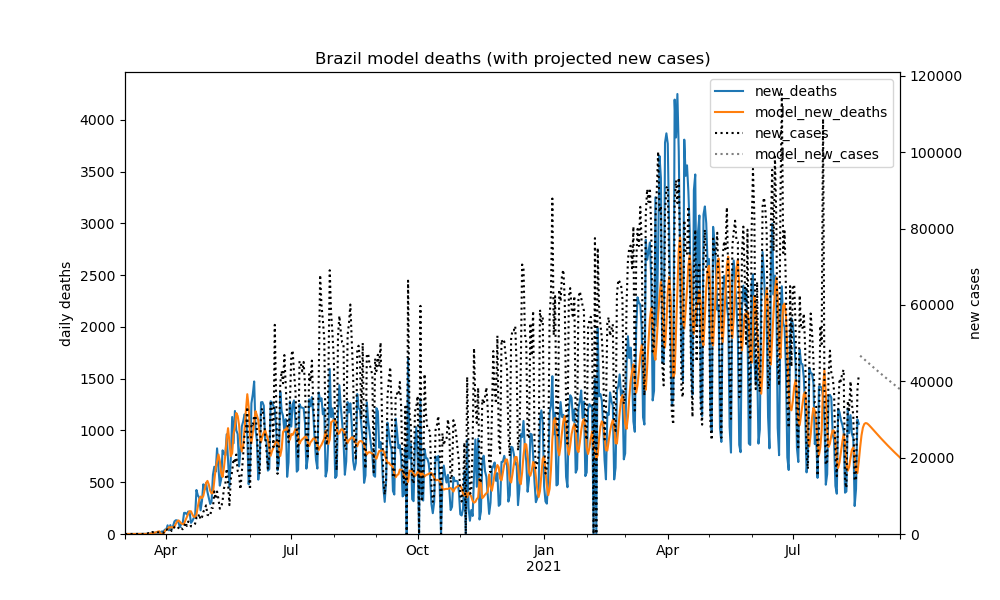 Brazil model deaths (with projected new cases)
new_deaths
model_new_deaths
new_cases
model_new_cases
daily deaths
4000
3500
3000
2500
2000
1500
1000
500
0
120000
100000
80000
60000
40000
20000
0
new cases
Apr
Jul
Oct
Jan
2021
Apr
Jul